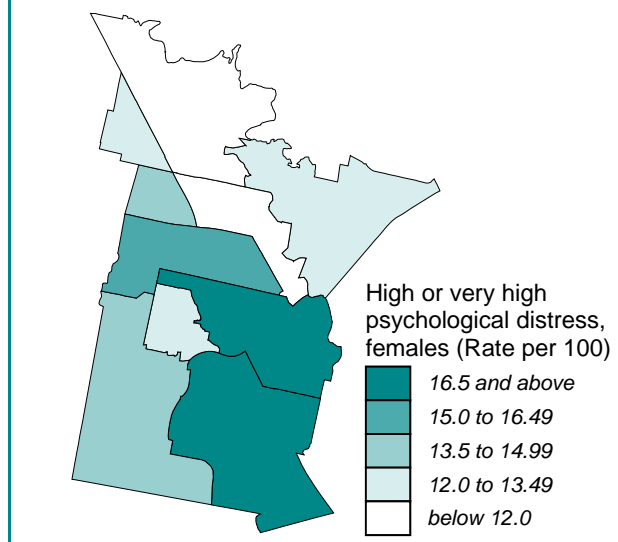 High or very high
psychological distress,
females (Rate per 100)
16.5 and above
15.0 to 16.49
13.5 to 14.99
12.0 to 13.49
below 12.0